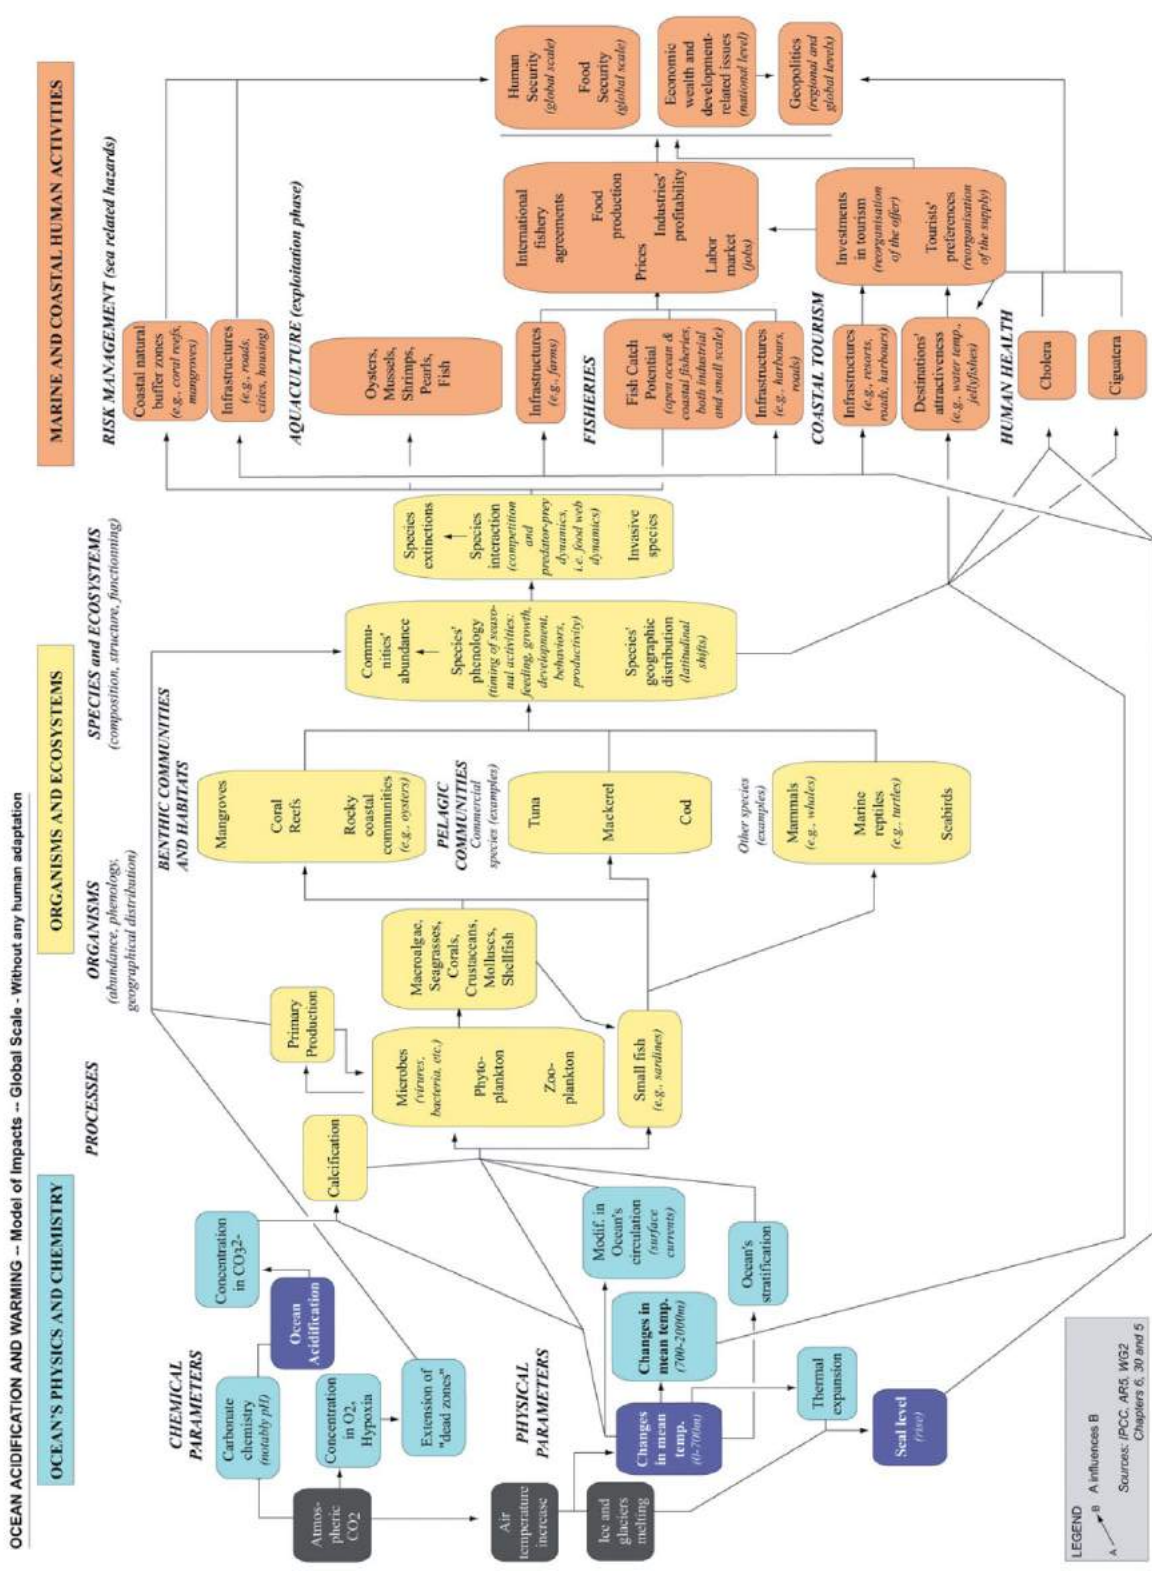 OCEAN ACIDIFICATION AND WARMING -- Model of Impacts -- Global Scale - Without any human adaptation
OCEAN'S PHYSICS AND CHEMISTRY
ORGANISMS AND ECOSYSTEMS
MARINE AND COASTAL HUMAN ACTIVITIES
CHEMICAL
PARAMETERS
Atmos-
pheric
CO2
Carbonate
chemistry
(notably pH)
Ocean
Acidification
Concentration
in CO32-
Concentration
in O2,
Hypoxia
Extension of
"dead zones"
PHYSICAL
PARAMETERS
Air
temperature
increase
Ice and
glaciers
melting
Changes
in mean
temp.
(0-700m)
Changes in
mean temp.
(700-2000m)
Modif. in
Ocean's
circulation
(surface
currents)
Ocean's
stratification
Thermal
expansion
Seal level
(rise)
PROCESSES
Calcification
Primary
Production
ORGANISMS
(abundance, phenology,
geographical distribution)
Microbes
(virures,
bacteria, etc.)
Phyto-
plankton
Zoo-
plankton
Macroalgae,
Seagrasses,
Corals,
Crustaceans,
Molluscs,
Shellfish
Small fish
(e.g., sardines)
BENTHIC COMMUNITIES
AND HABITATS
Mangroves
Coral
Reefs
Rocky
coastal
communities
(e.g., oysters)
PELAGIC
COMMUNITIES
Commercial
species (examples)
Tuna
Mackerel
Cod
Other species
(examples)
Mammals
(e.g., whales)
Marine
reptiles
(e.g., turtles)
Seabirds
SPECIES and ECOSYSTEMS
(composition, structure, functionning)
Commu-
nities'
abundance
Species'
phenology
(timing of seaso-
nal activities:
feeding, growth,
development,
behaviors,
productivity)
Species'
geographic
distribution
(latitudinal
shifts)
Species
extinctions
Species
interaction
(competition
and
predator-prey
dynamics,
i.e. food web
dynamics)
Invasive
species
RISK MANAGEMENT (sea related hazards)
Coastal natural
buffer zones
(e.g., coral reefs,
mangrowes)
Infrastructures
(e.g., roads,
cities, housing)
AQUACULTURE (exploitation phase)
Oysters,
Mussels,
Shrimps,
Pearls,
Fish
Infrastructures
(e.g., farms)
FISHERIES
Fish Catch
Potential
(open ocean &
coastal fisheries,
both industrial
and small scale)
Infrastructures
(e.g., harbours,
roads)
COASTAL TOURISM
Infrastructures
(e.g., resorts,
roads, harbours)
Destinations'
attractiveness
(e.g., water temp.,
jellyfishes)
HUMAN HEALTH
Cholera
Ciguatera
International
fishery
agreements
Food
production
Prices
Industries'
profitability
Labor
market
(jobs)
Investments
in tourism
(reorganisation
of the offer)
Tourists'
preferences
(reorganisation
of the supply)
Human
Security
(global scale)
Food
Security
(global scale)
Economic
wealth and
development-
related issues
(national level)
Geopolitics
(regional and
global levels)
LEGEND
A B A influences B
Sources: IPCC, AR5, WG2
Chapters 6, 30 and 5